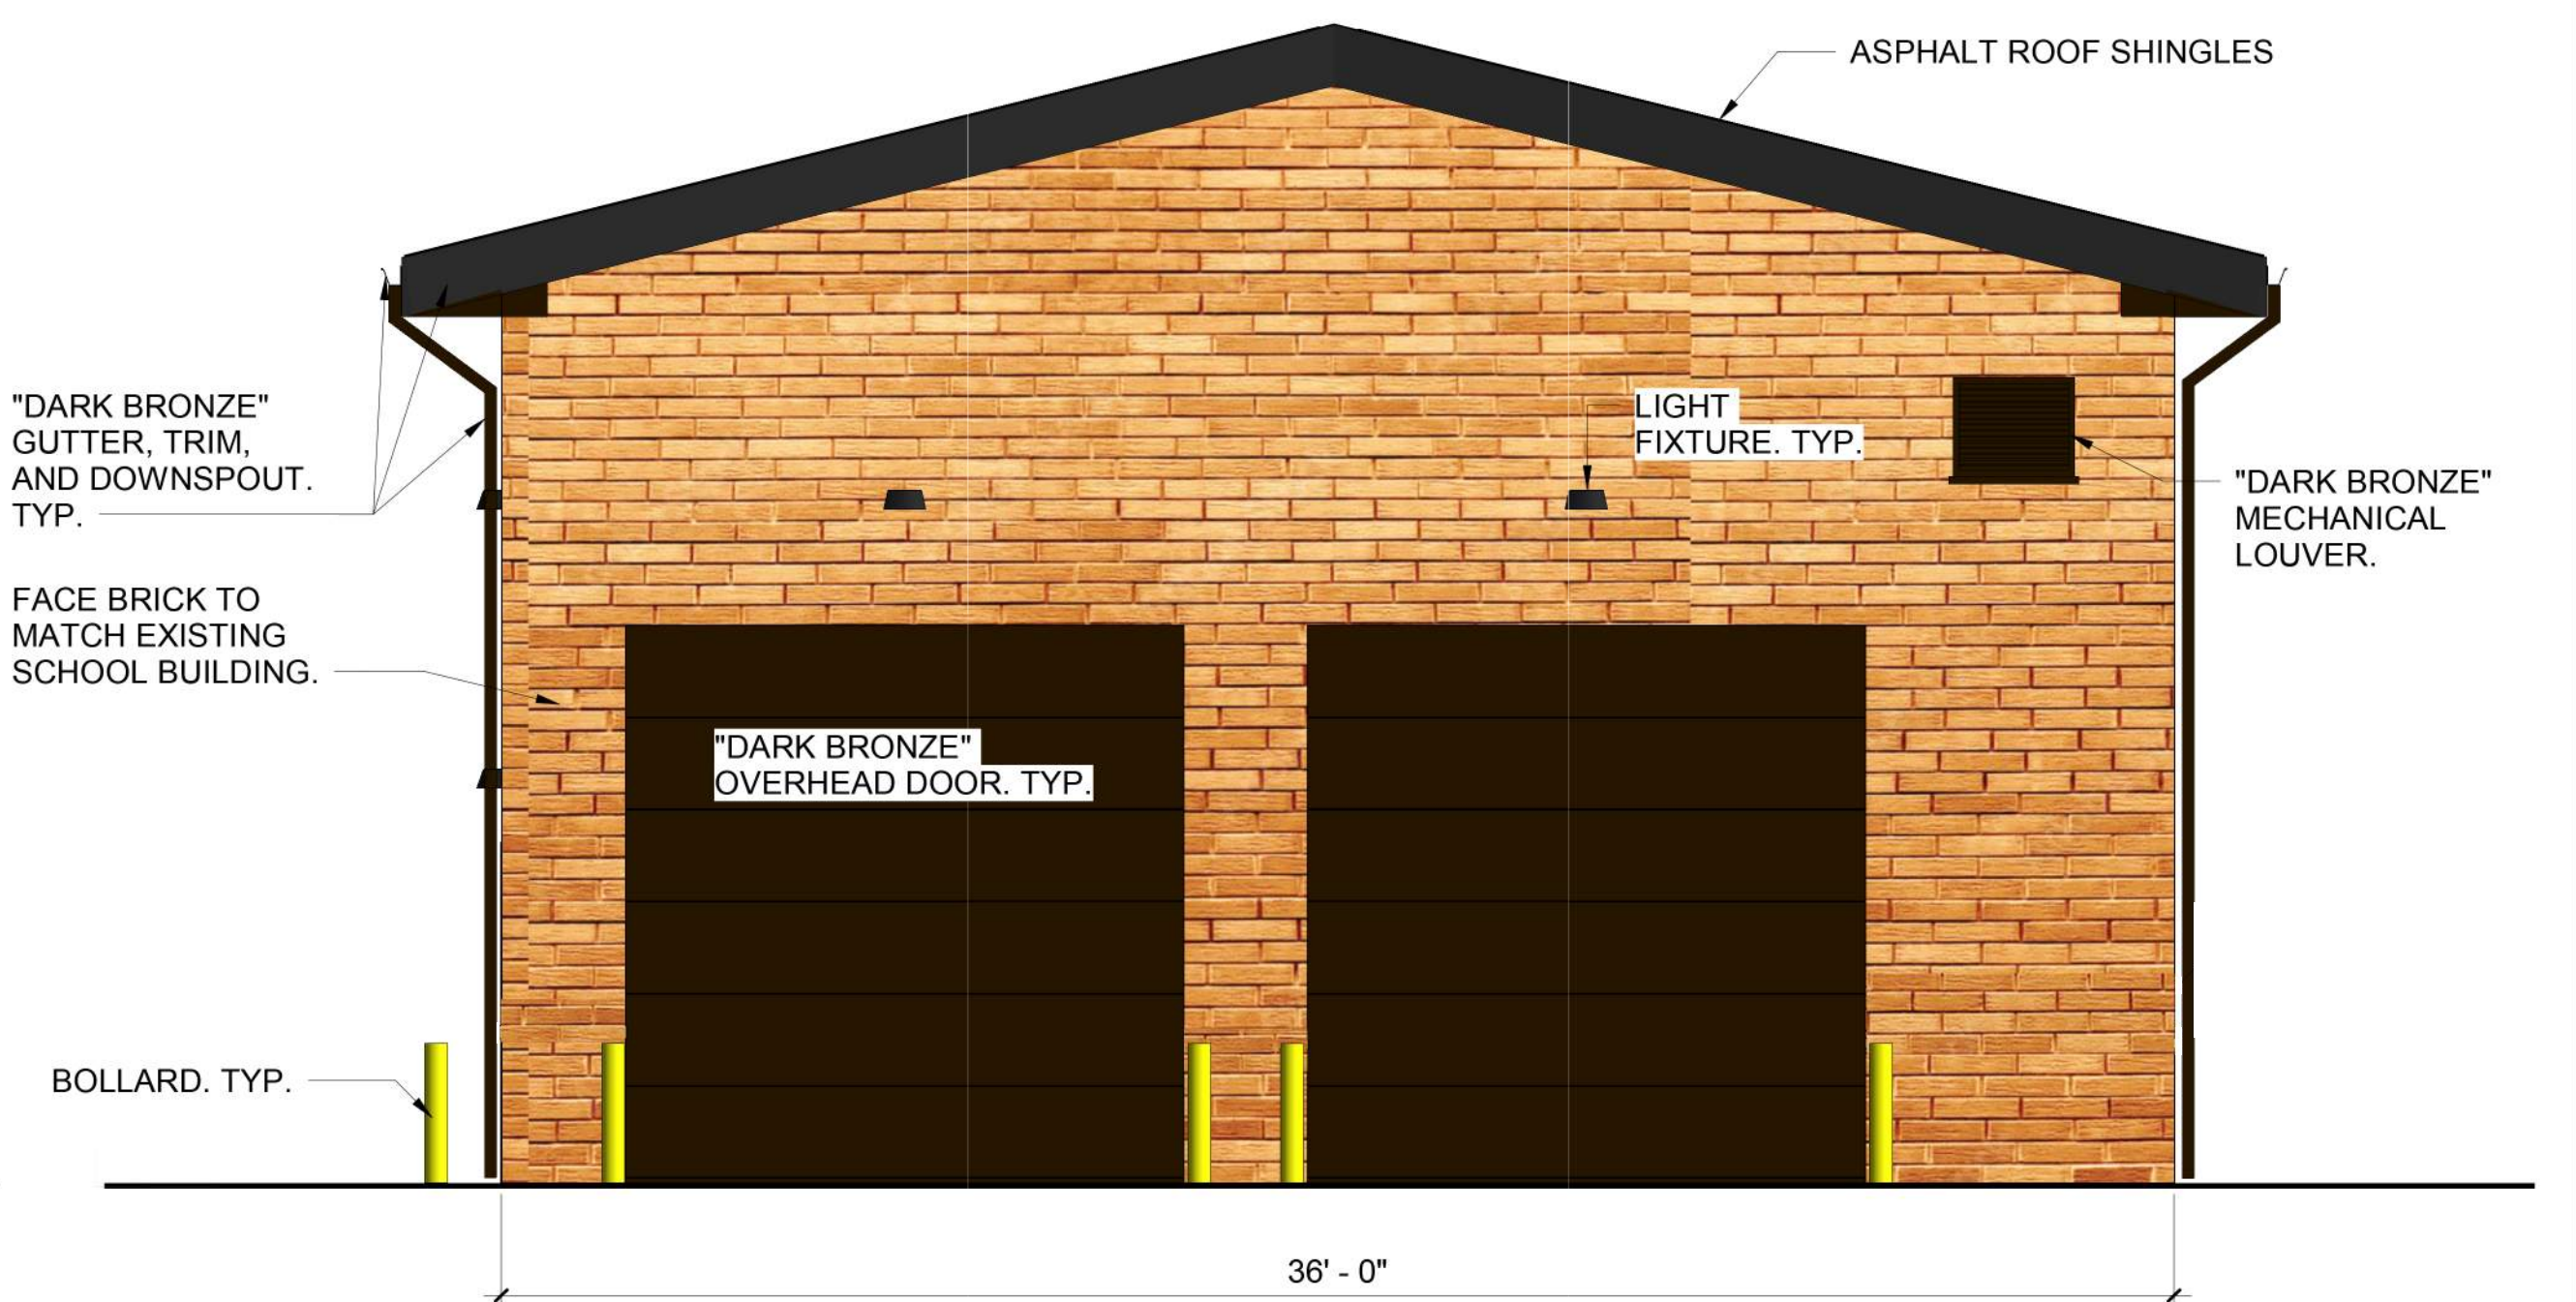 ASPHALT ROOF SHINGLES
"DARK BRONZE"
GUTTER, TRIM,
AND DOWNSPOUT.
TYP.
LIGHT
FIXTURE. TYP.
"DARK BRONZE"
MECHANICAL
LOUVER.
FACE BRICK TO
MATCH EXISTING
SCHOOL BUILDING.
"DARK BRONZE"
OVERHEAD DOOR. TYP.
BOLLARD. TYP.
36' - 0"